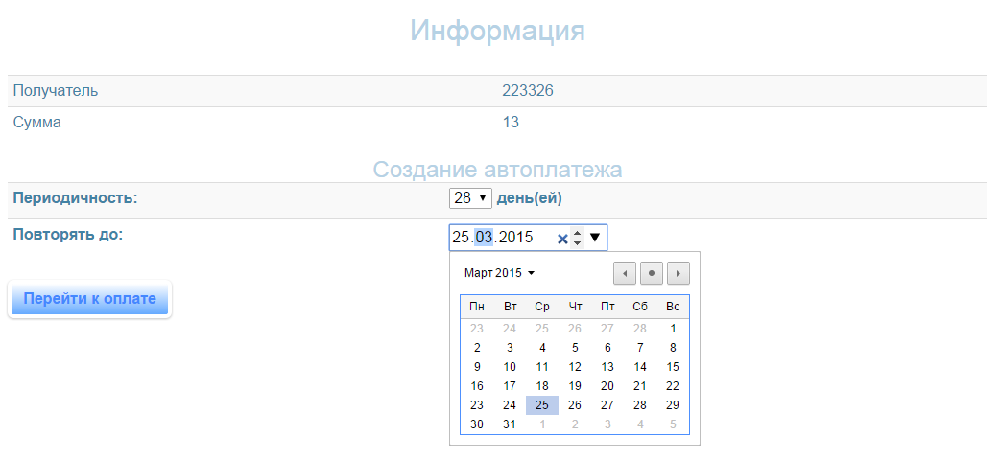 Информация
Получатель 223326
Сумма 13
Создание автоплатежа
Периодичность: 28 день(ей)
Повторять до: 25.03.2015
Март 2015
Перейти к оплате
Пн Вт Ср Чт Пт Сб Вс
23 24 25 26 27 28 1
2 3 4 5 6 7 8
9 10 11 12 13 14 15
16 17 18 19 20 21 22
23 24 25 26 27 28 29
30 31 1 2 3 4 5